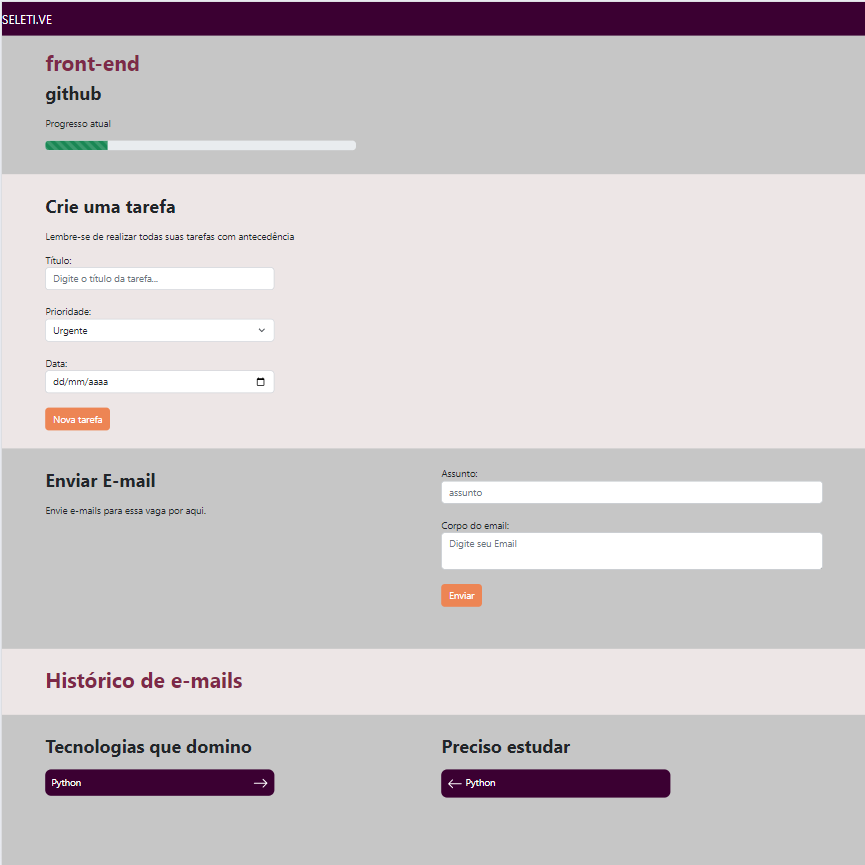 SELETI.VE
front-end
github
Progresso atual
Crie uma tarefa
Lembre-se de realizar todas suas tarefas com antecedência
Título:
Digite o título da tarefa...
Prioridade:
Urgente
Data:
dd/mm/aaaa
Nova tarefa
Enviar E-mail
Envie e-mails para essa vaga por aqui.
Assunto:
assunto
Corpo do email:
Digite seu Email
Enviar
Histórico de e-mails
Tecnologias que domino
Python
Preciso estudar
Python